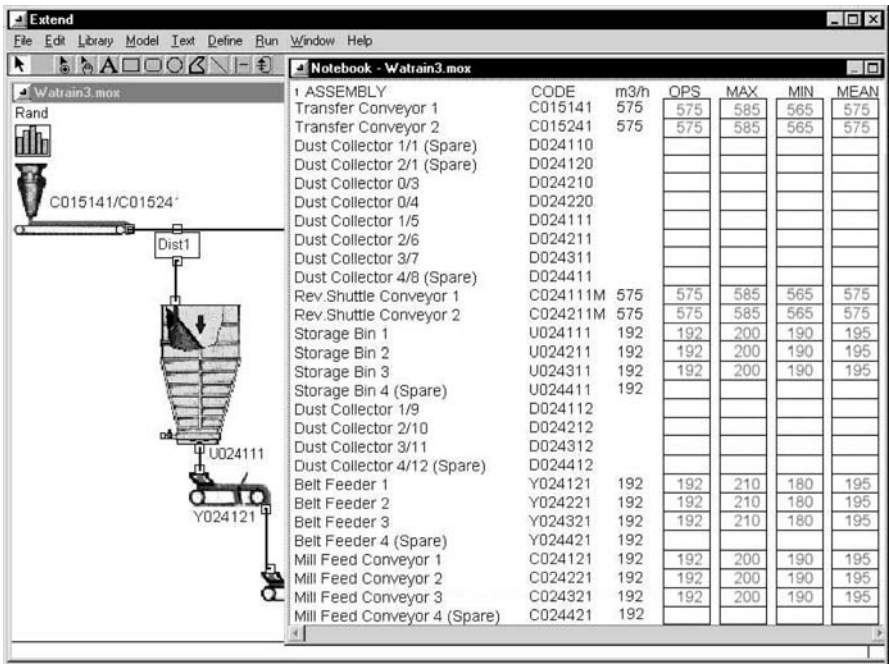 Extend
File Edit Library Model Text Define Run Window Help
A
Watrain3.mox
Rand
C015141/C01524
Dist1
U024111
Y024121
Notebook - Watrain3.mox
1 ASSEMBLY CODE m3/h OPS MAX MIN MEAN
Transfer Conveyor 1 C015141 575 575 585 565 575
Transfer Conveyor 2 C015241 575 575 585 565 575
Dust Collector 1/1 (Spare) D024110
Dust Collector 2/1 (Spare) D024120
Dust Collector 0/3 D024210
Dust Collector 0/4 D024220
Dust Collector 1/5 D024111
Dust Collector 2/6 D024211
Dust Collector 3/7 D024311
Dust Collector 4/8 (Spare) D024411
Rev.Shuttle Conveyor 1 C024111M 575 575 585 565 575
Rev.Shuttle Conveyor 2 C024211M 575 575 585 565 575
Storage Bin 1 U024111 192 192 200 190 195
Storage Bin 2 U024211 192 192 200 190 195
Storage Bin 3 U024311 192 192 200 190 195
Storage Bin 4 (Spare) U024411 192
Dust Collector 1/9 D024112
Dust Collector 2/10 D024212
Dust Collector 3/11 D024312
Dust Collector 4/12 (Spare) D024412
Belt Feeder 1 Y024121 192 192 210 180 195
Belt Feeder 2 Y024221 192 192 210 180 195
Belt Feeder 3 Y024321 192 192 210 180 195
Belt Feeder 4 (Spare) Y024421 192
Mill Feed Conveyor 1 C024121 192 192 200 190 195
Mill Feed Conveyor 2 C024221 192 192 200 190 195
Mill Feed Conveyor 3 C024321 192 192 200 190 195
Mill Feed Conveyor 4 (Spare) C024421 192